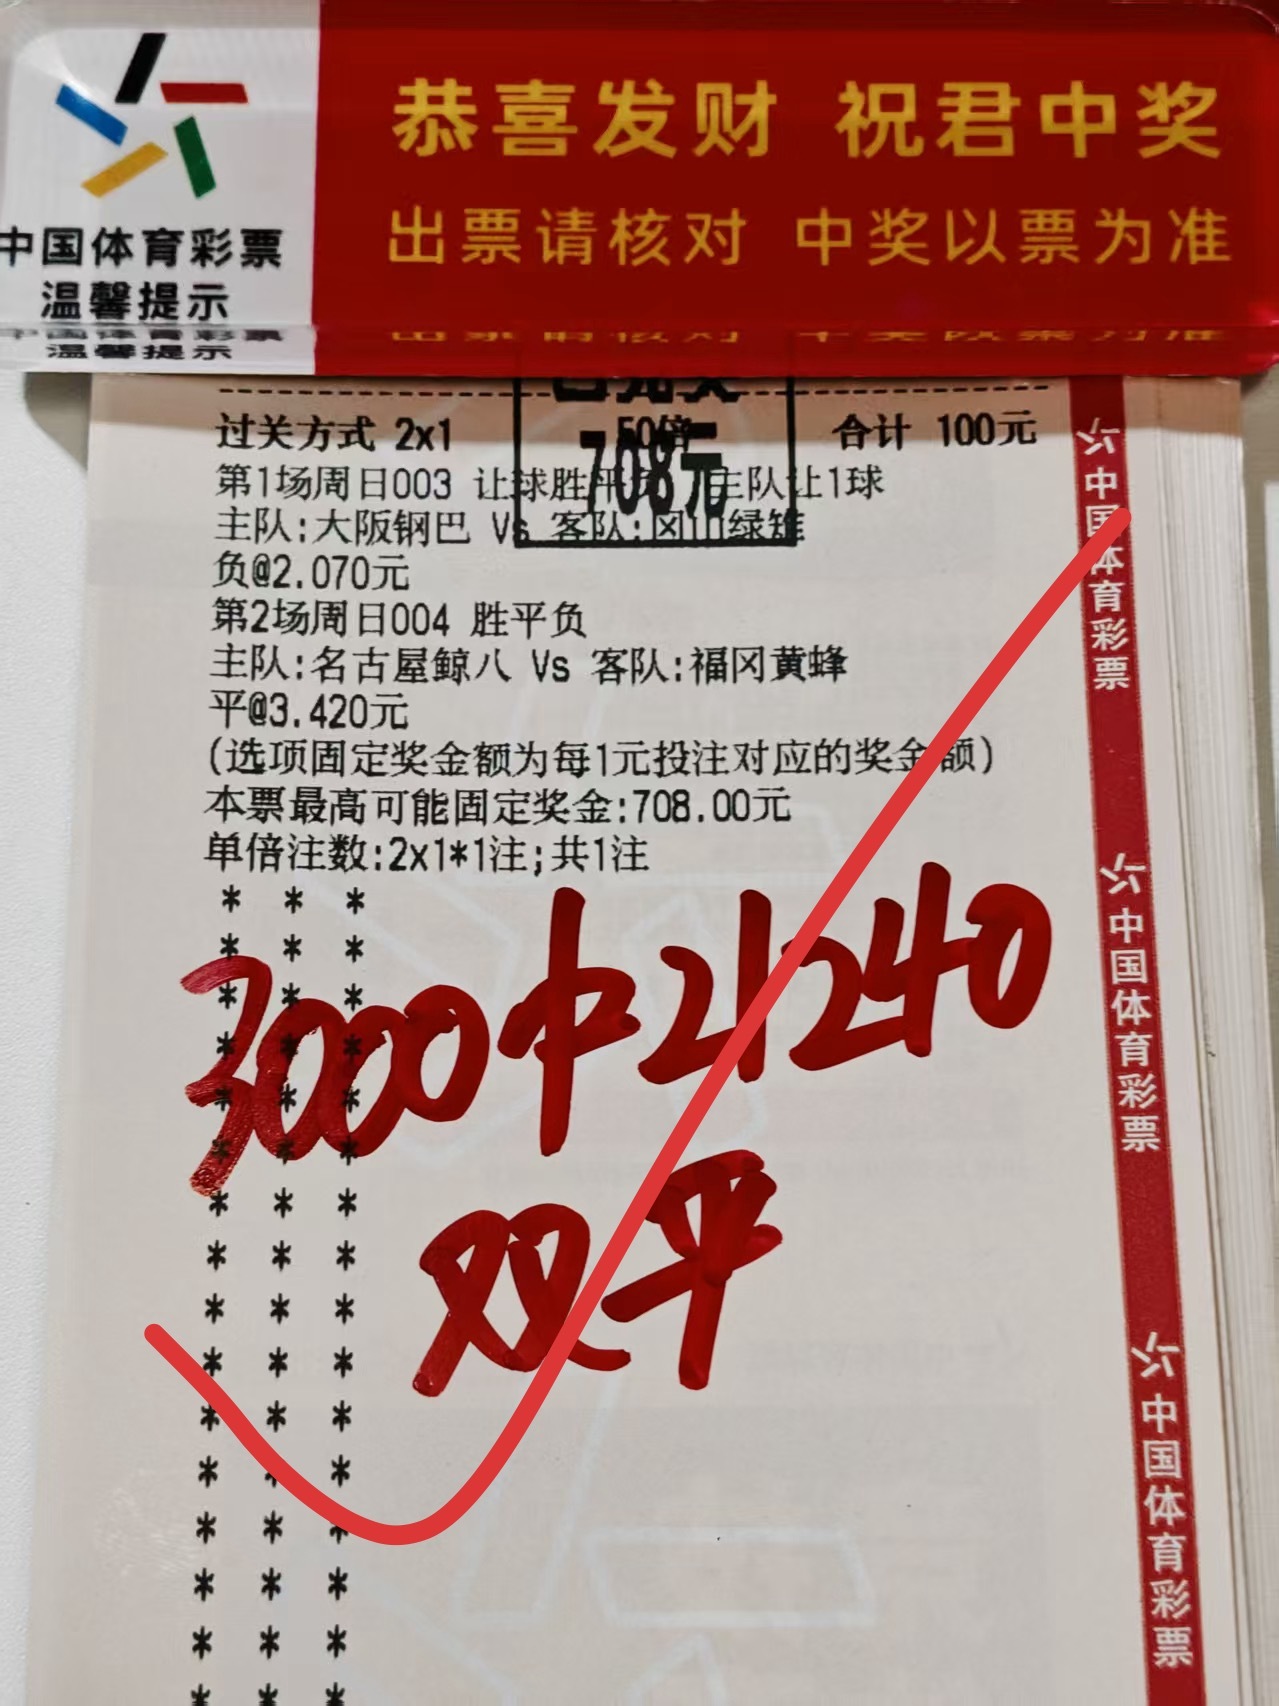 恭喜发财 祝君中奖
出票请核对 中奖以票为准
中国体育彩票
温馨提示
过关方式 2x1 50倍 合计 100元
708元
第1场周日003 让球胜平负 主队让1球
主队:大阪钢巴 Vs 客队:冈山绿雉
负@2.070元
第2场周日004 胜平负
主队:名古屋鲸八 Vs 客队:福冈黄蜂
平@3.420元
(选项固定奖金额为每1元投注对应的奖金额)
本票最高可能固定奖金:708.00元
单倍注数:2x1*1注;共1注
3000中21240
双平
中国体育彩票
中国体育彩票
中国体育彩票